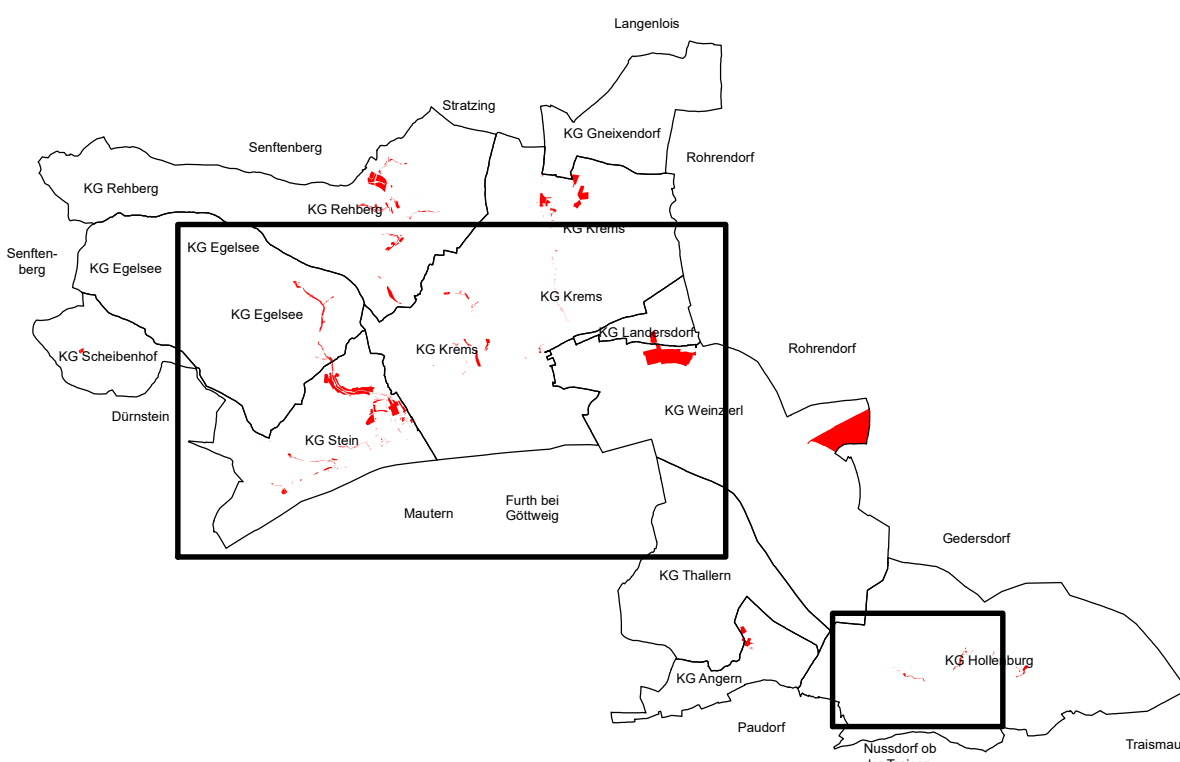 Langenlois
Stratzing
KG Gneixendorf
Senftenberg
Rohrendorf
KG Rehberg
KG Rehberg
KG Krems
Senften-
berg
KG Egelsee
KG Egelsee
KG Krems
KG Egelsee
KG Landersdorf
KG Scheibenhof
KG Krems
Rohrendorf
Dürnstein
KG Weinzierl
KG Stein
Mautern
Furth bei
Göttweig
Gedersdorf
KG Thallern
KG Hollenburg
KG Angern
Paudorf
Nussdorf ob
Traismau